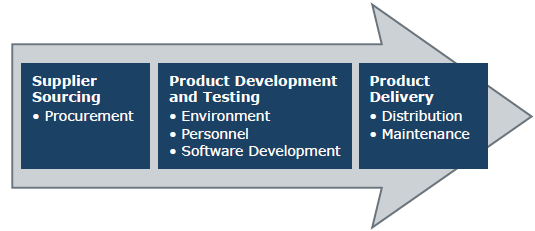 Supplier
Sourcing
• Procurement
Product Development
and Testing
• Environment
• Personnel
• Software Development
Product
Delivery
• Distribution
• Maintenance